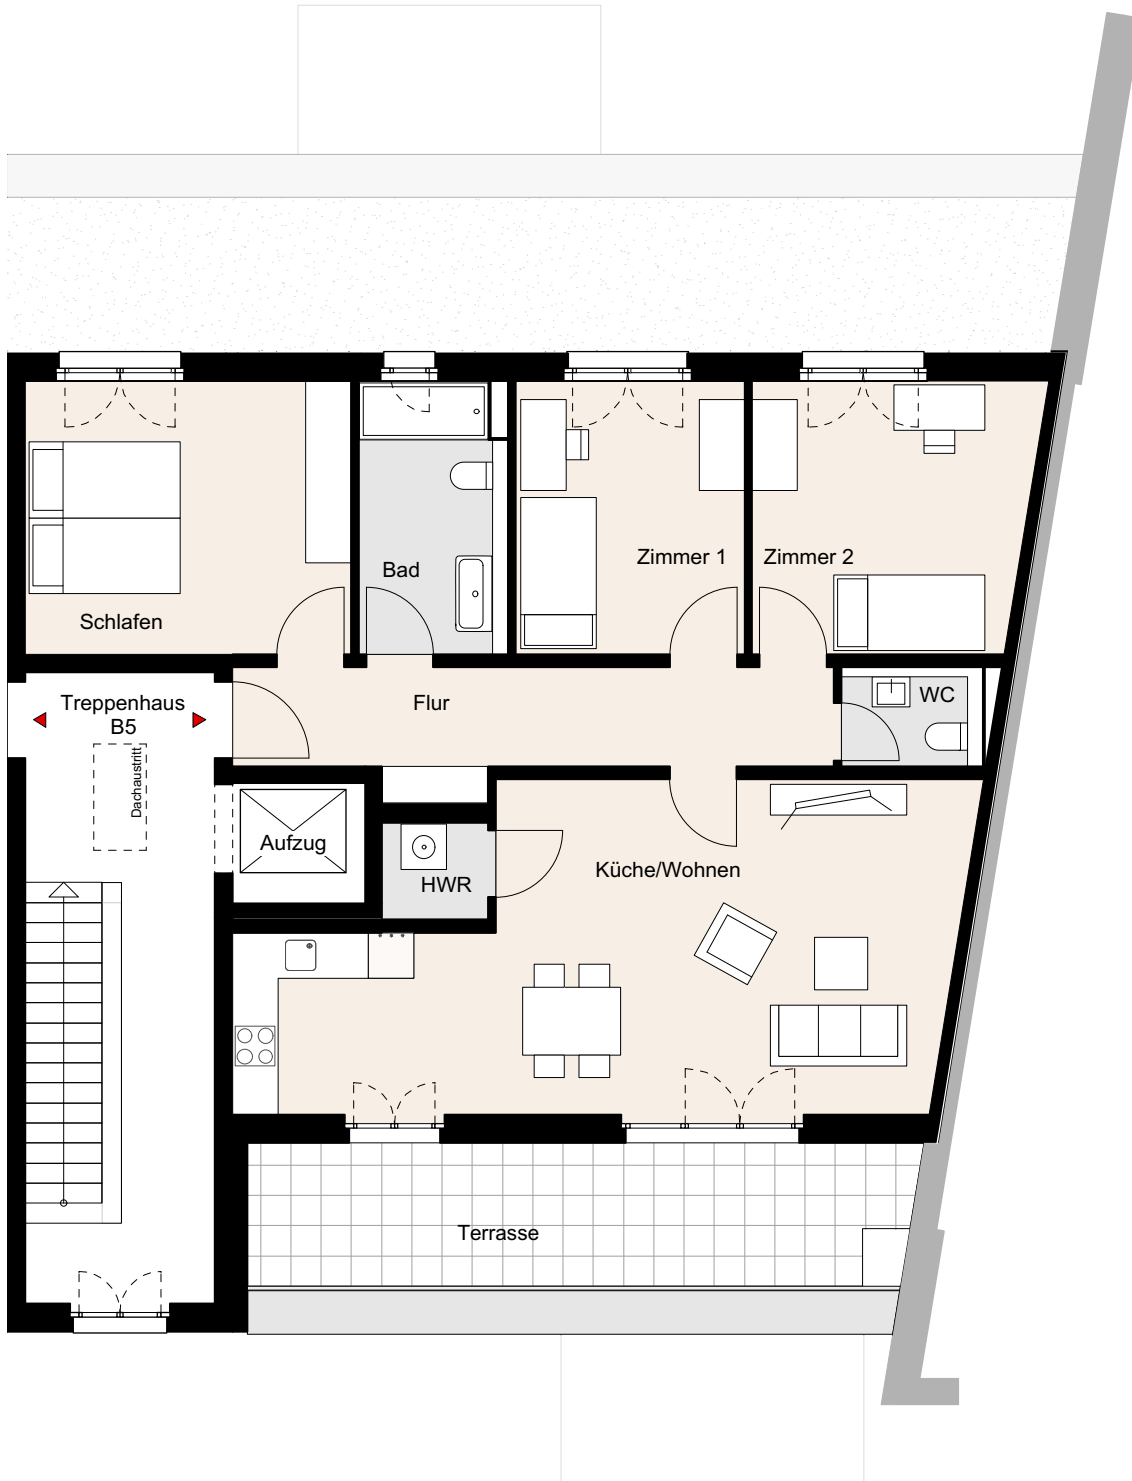 Bad
Zimmer 1
Zimmer 2
Schlafen
Treppenhaus
B5
Flur
WC
Dachaustritt
Aufzug
HWR
Küche/Wohnen
Terrasse